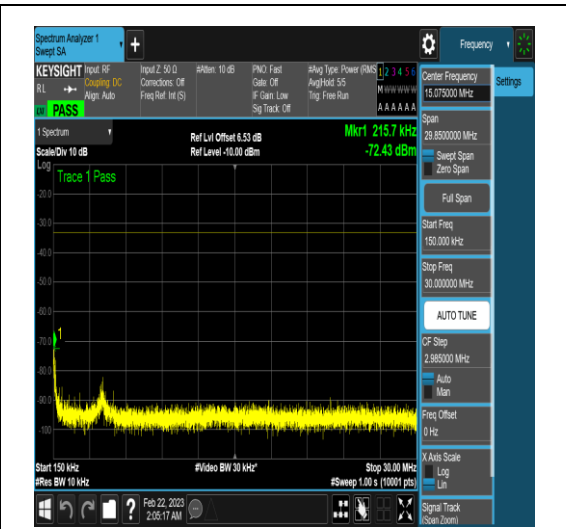 Spectrum Analyzer 1
Swept SA
Frequency
KEYSIGHT
RL
Input: RF
Coupling: DC
Align: Auto
Input Z: 50 Ω
Corrections: Off
Freq Ref: Int (S)
#Atten: 10 dB
PNO: Fast
Gate: Off
IF Gain: Low
Sig Track: Off
#Avg Type: Power (RMS
Avg|Hold: 5/5
Trig: Free Run
1 2 3 4 5 6
M W W W W W
A A A A A A
PASS
1 Spectrum
Scale/Div 10 dB
Ref Lvl Offset 6.53 dB
Ref Level -10.00 dBm
Mkr1 215.7 kHz
-72.43 dBm
Log
Trace 1 Pass
-20.0
-30.0
-40.0
-50.0
-60.0
-70.0
-80.0
-90.0
-100
1
Start 150 kHz
#Res BW 10 kHz
#Video BW 30 kHz*
Stop 30.00 MHz
#Sweep 1.00 s (10001 pts)
Feb 22, 2023
2:05:17 AM
Center Frequency
15.075000 MHz
Settings
Span
29.8500000 MHz
Swept Span
Zero Span
Full Span
Start Freq
150.000 kHz
Stop Freq
30.000000 MHz
AUTO TUNE
CF Step
2.985000 MHz
Auto
Man
Freq Offset
0 Hz
X Axis Scale
Log
Lin
Signal Track
(Span Zoom)